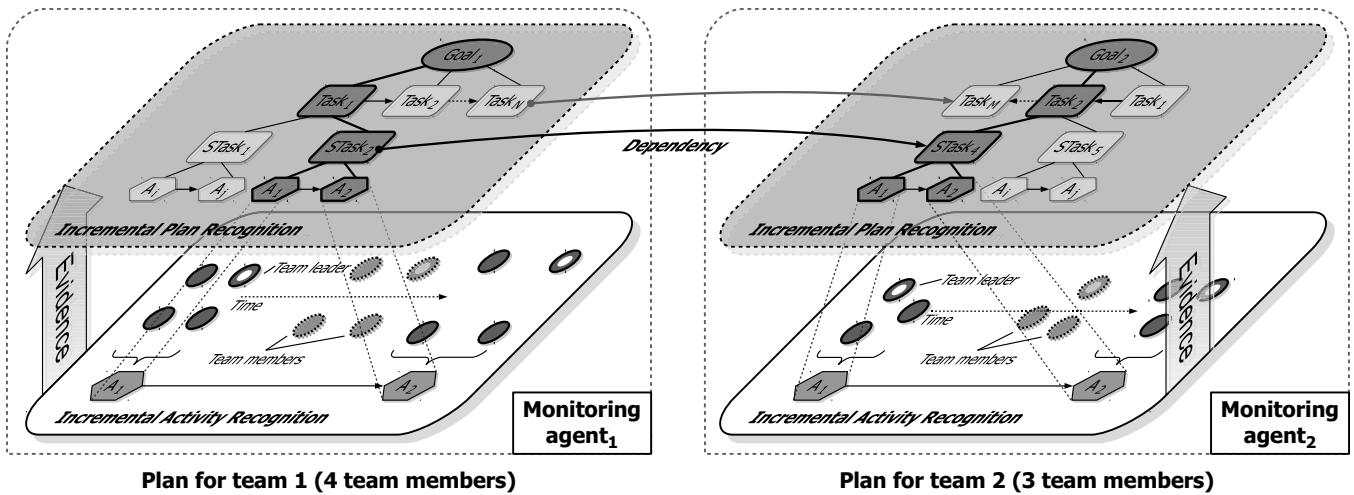 Goal1
Task1
Task2
TaskN
STask1
STask2
Ai
Aj
A1
A2
Incremental Plan Recognition
Evidence
Team leader
Time
Team members
A1
A2
Incremental Activity Recognition
Monitoring
agent1
Plan for team 1 (4 team members)
Dependency
Goal2
TaskM
Task2
Task1
STask4
STask5
A1
A2
Ai
Aj
Incremental Plan Recognition
Evidence
Team leader
Time
Team members
A1
A2
Incremental Activity Recognition
Monitoring
agent2
Plan for team 2 (3 team members)